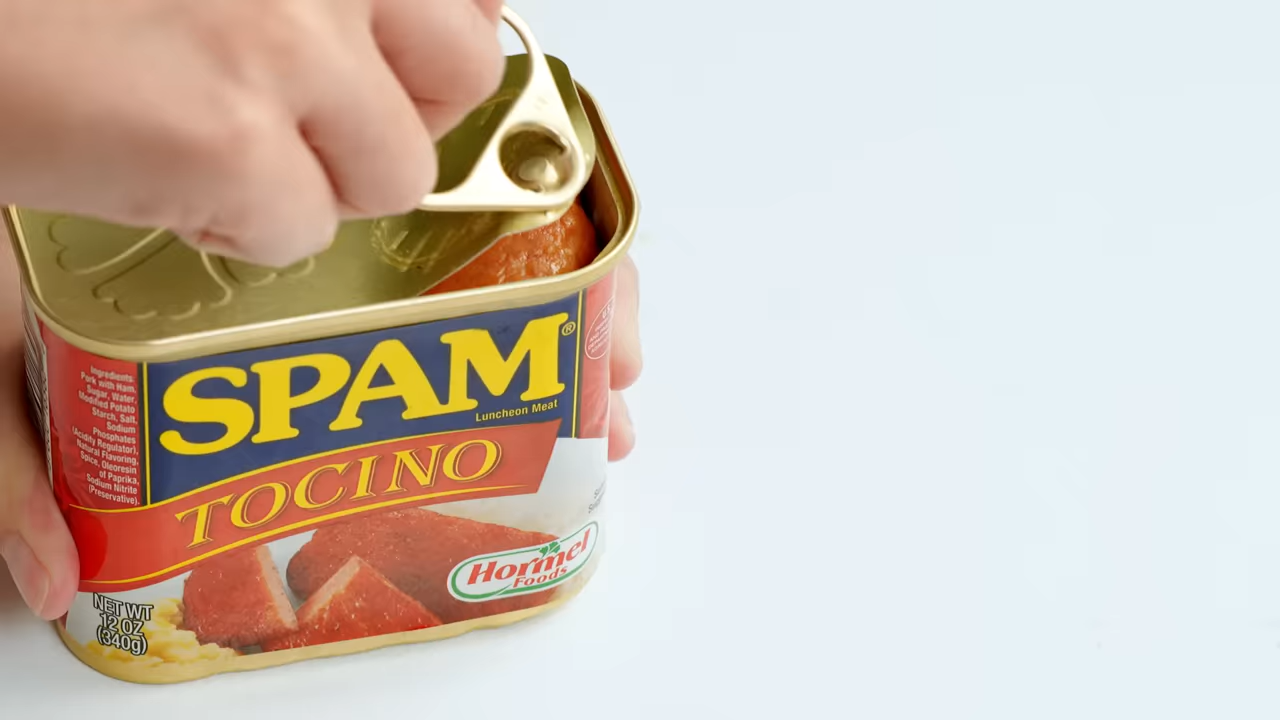 SPAM®
Luncheon Meat
TOCINO
Ingredients:
Pork with Ham,
Sugar, Water,
Modified Potato
Starch, Salt,
Sodium
Phosphates
(Acidity Regulator),
Natural Flavoring,
Spice, Oleoresin
of Paprika,
Sodium Nitrite
(Preservative).
Hormel
Foods
NET WT
12 OZ
(340g)